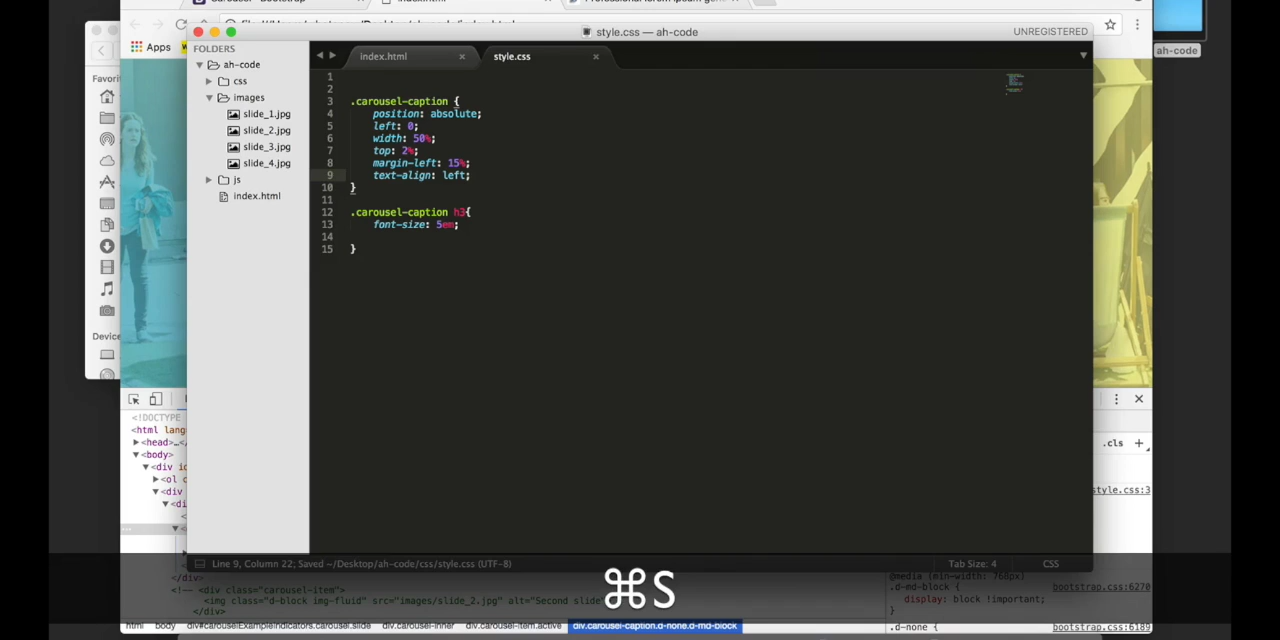 style.css — ah-code
UNREGISTERED
Apps
ah-code
Favori
Device
FOLDERS
ah-code
css
images
slide_1.jpg
slide_2.jpg
slide_3.jpg
slide_4.jpg
js
index.html
index.html
style.css
1
2
3 .carousel-caption {
4 position: absolute;
5 left: 0;
6 width: 50%;
7 top: 2%;
8 margin-left: 15%;
9 text-align: left;
10 }
11
12 .carousel-caption h3{
13 font-size: 5em;
14
15 }
<!DOCTYPE
<html lang
<head>…</
<body>
<div id
<ol c
<div
<di
.cls
style.css:3
Line 9, Column 22; Saved ~/Desktop/ah-code/css/style.css (UTF-8)
Tab Size: 4
CSS
⌘S
</div>
<!-- <div class="carousel-item">
<img class="d-block img-fluid" src="images/slide_2.jpg" alt="Second slide"
</div>
@media (min-width: 768px)
.d-md-block {
bootstrap.css:6270
display: block !important;
}
.d-none {
bootstrap.css:6189
html body div#carouselExampleIndicators.carousel.slide div.carousel-inner div.carousel-item.active div.carousel-caption.d-none.d-md-block